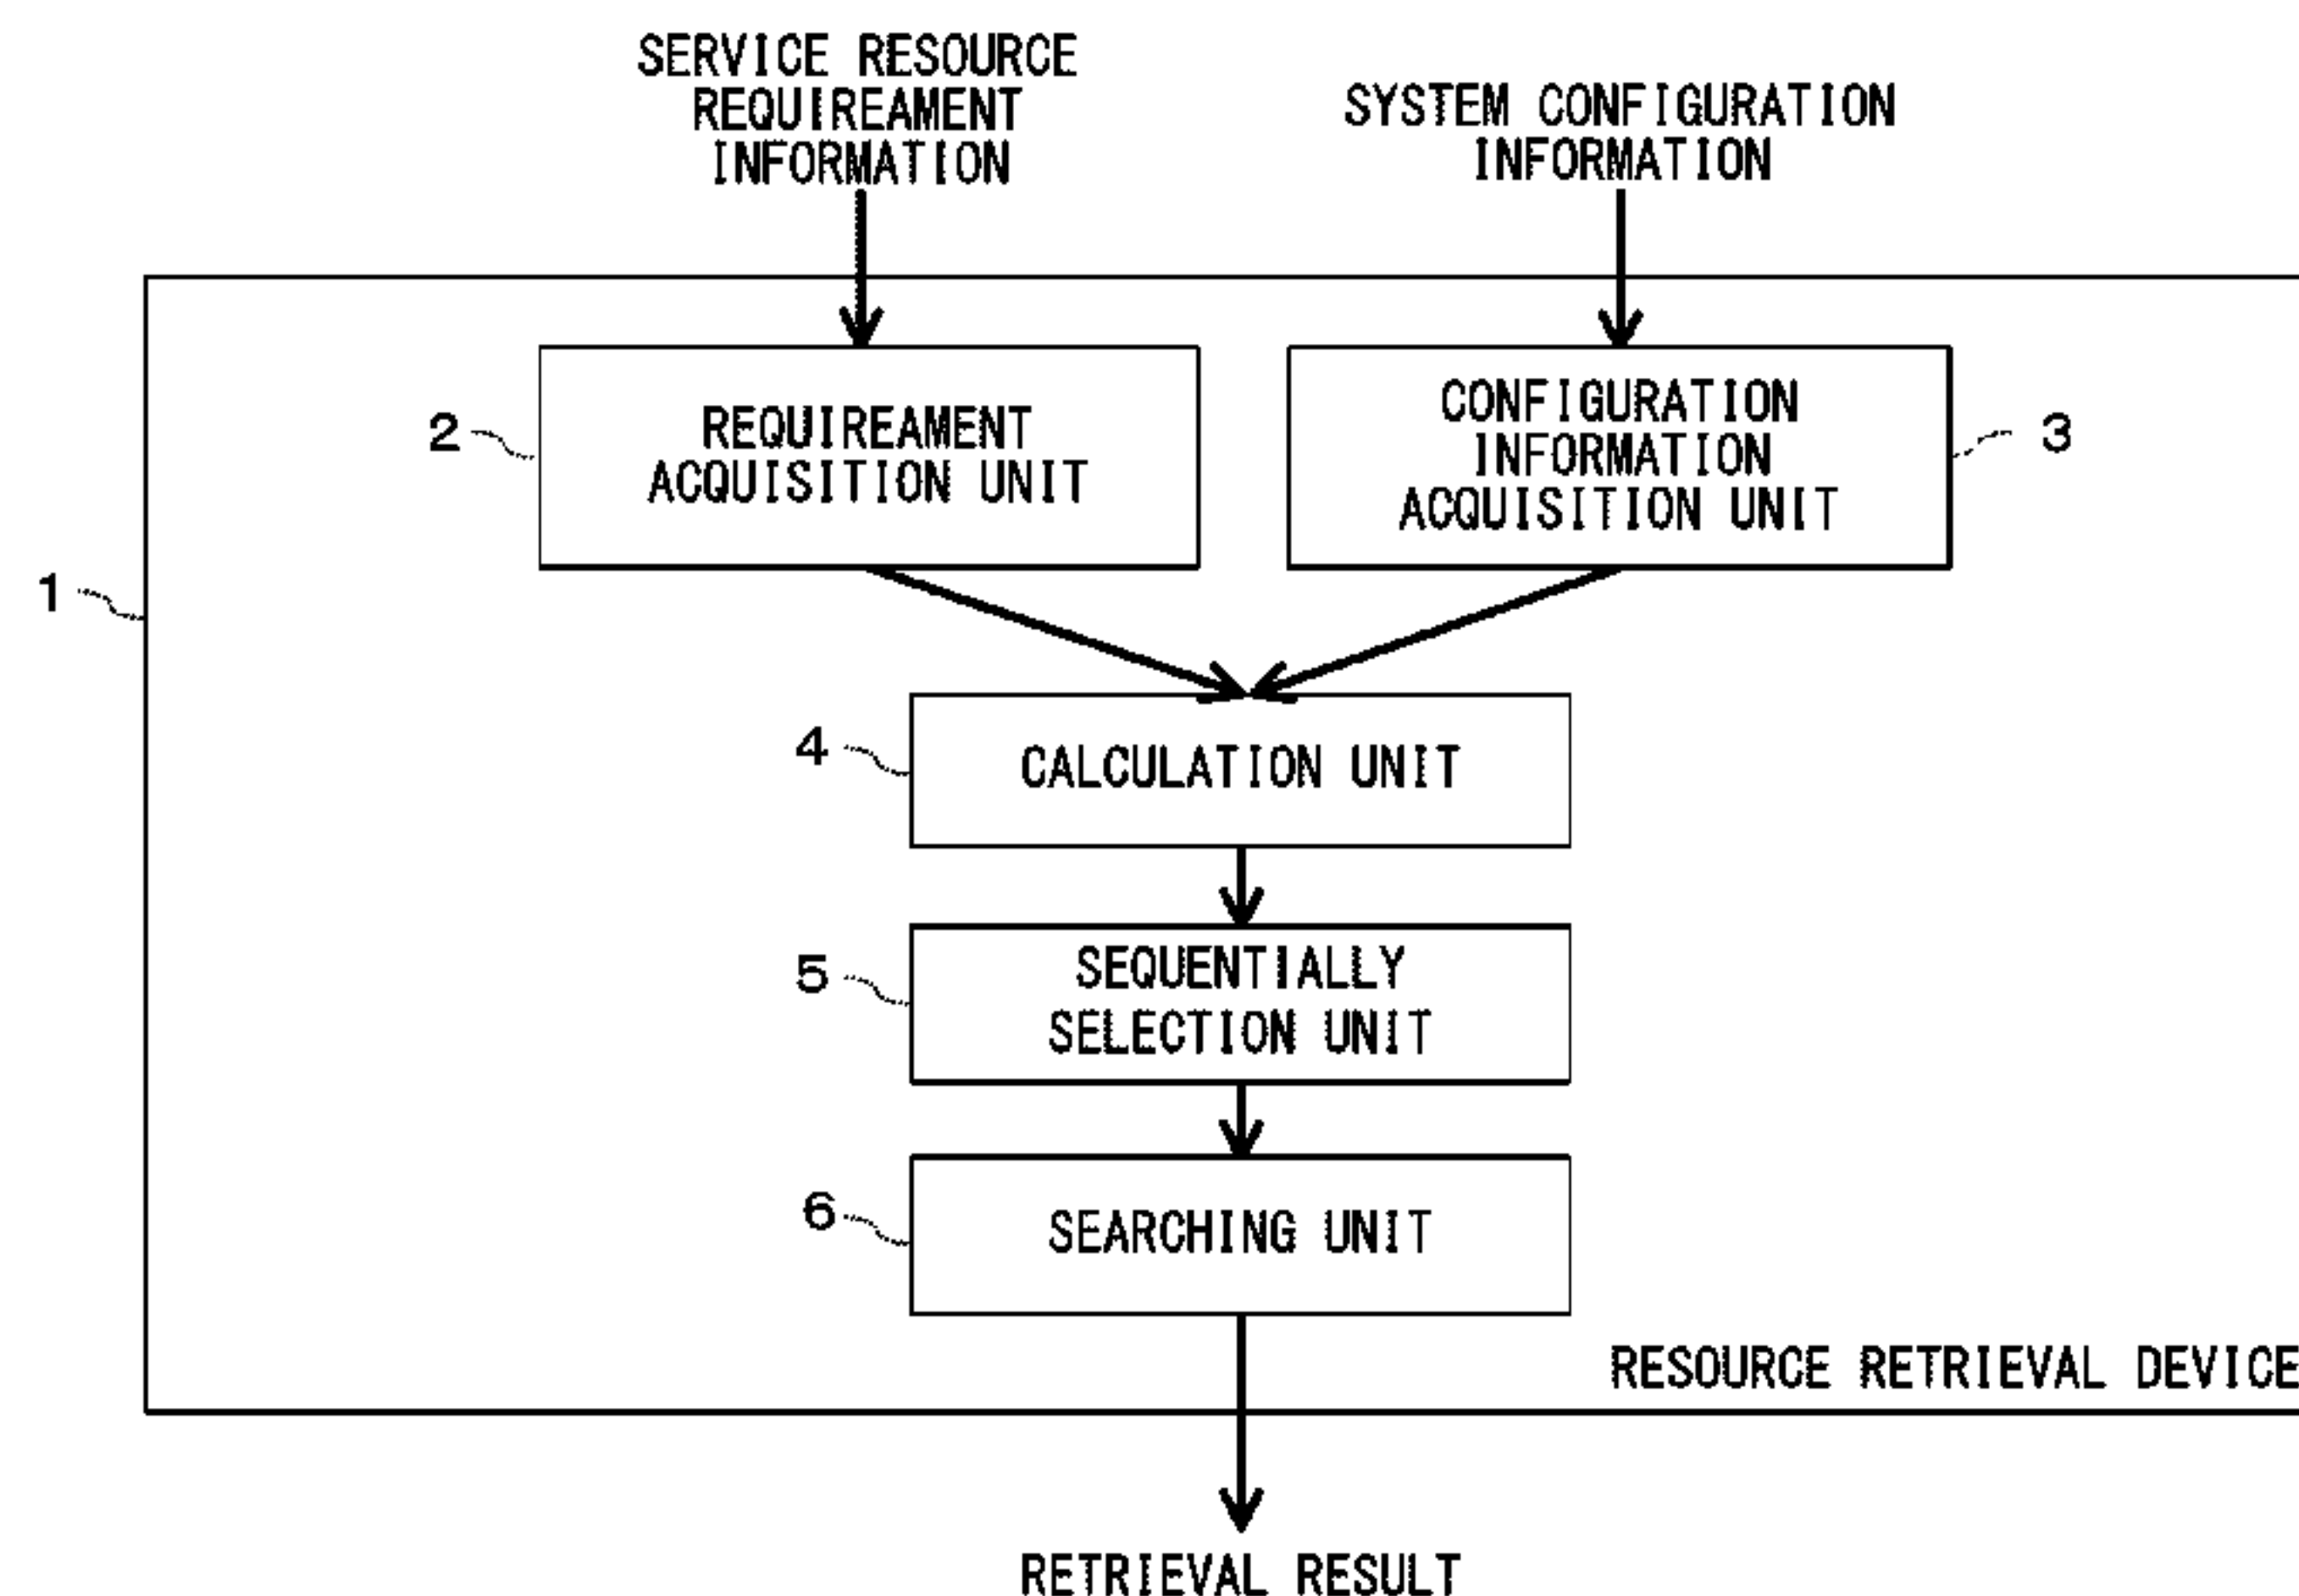 SERVICE RESOURCE
REQUIREAMENT
INFORMATION
SYSTEM CONFIGURATION
INFORMATION
2
REQUIREAMENT
ACQUISITION UNIT
CONFIGURATION
INFORMATION
ACQUISITION UNIT
3
1
4
CALCULATION UNIT
5
SEQUENTIALLY
SELECTION UNIT
6
SEARCHING UNIT
RESOURCE RETRIEVAL DEVICE
RETRIEVAL RESULT